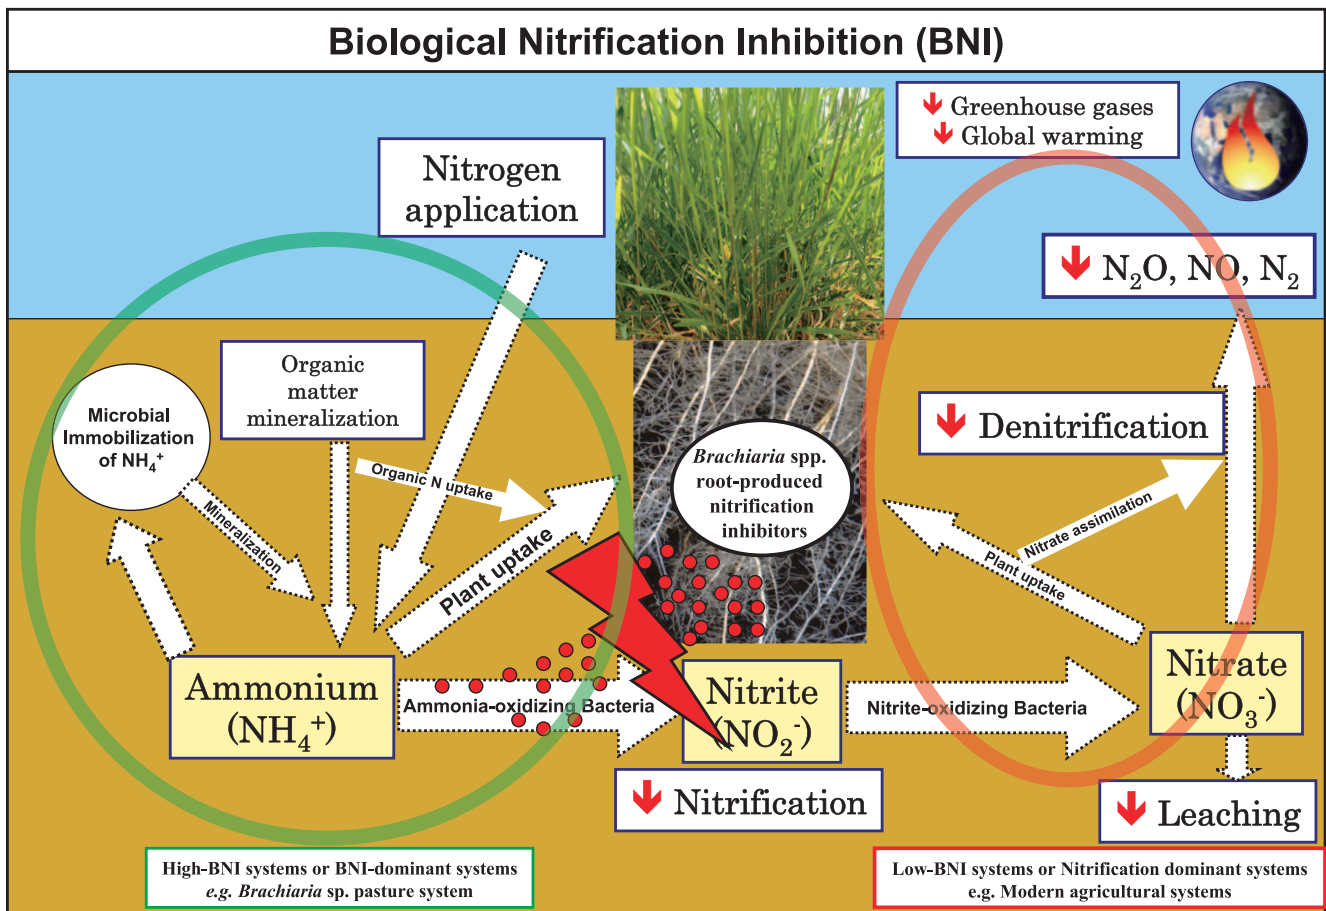 Biological Nitrification Inhibition (BNI)
Greenhouse gases
Global warming
Nitrogen
application
N₂O, NO, N₂
Organic
matter
mineralization
Microbial
Immobilization
of NH₄⁺
Organic N uptake
Mineralization
Plant uptake
Brachiaria spp.
root-produced
nitrification
inhibitors
Denitrification
Nitrate assimilation
Plant uptake
Ammonium
(NH₄⁺)
Ammonia-oxidizing Bacteria
Nitrite
(NO₂⁻)
Nitrite-oxidizing Bacteria
Nitrate
(NO₃⁻)
Nitrification
Leaching
High-BNI systems or BNI-dominant systems
e.g. Brachiaria sp. pasture system
Low-BNI systems or Nitrification dominant systems
e.g. Modern agricultural systems